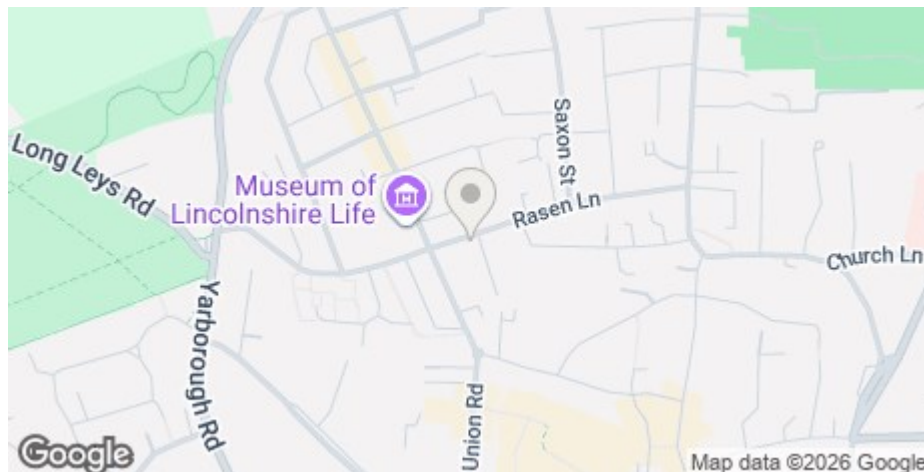 Long Leys Rd
Saxon St
Museum of
Lincolnshire Life
Rasen Ln
Church Ln
Yarborough Rd
Union Rd
Google
Map data ©2026 Google